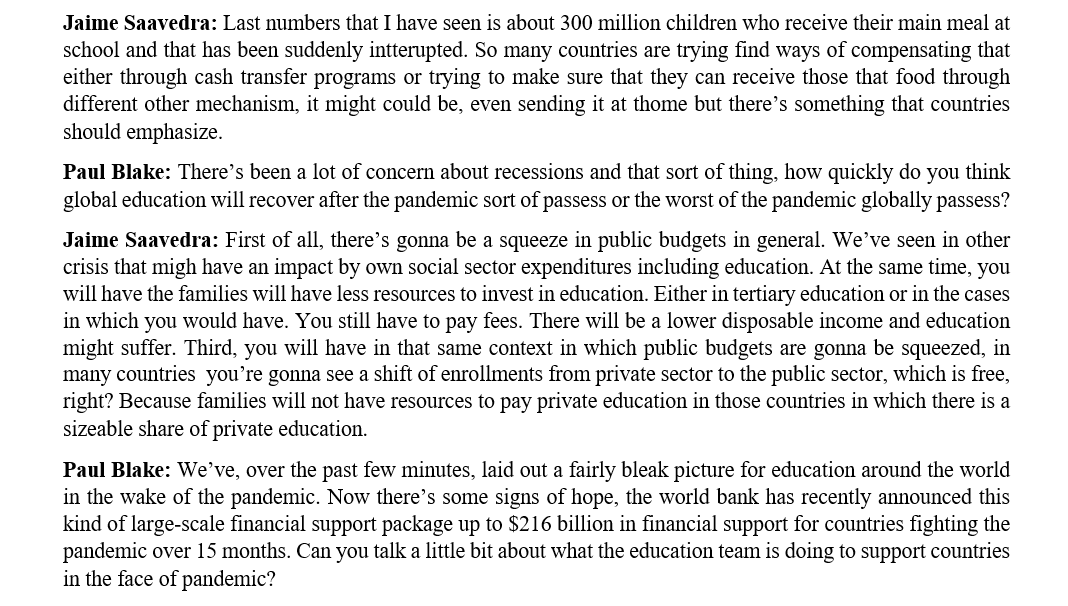 Jaime Saavedra: Last numbers that I have seen is about 300 million children who receive their main meal at
school and that has been suddenly intterupted. So many countries are trying find ways of compensating that
either through cash transfer programs or trying to make sure that they can receive those that food through
different other mechanism, it might could be, even sending it at thome but there’s something that countries
should emphasize.
Paul Blake: There’s been a lot of concern about recessions and that sort of thing, how quickly do you think
global education will recover after the pandemic sort of passess or the worst of the pandemic globally passess?
Jaime Saavedra: First of all, there’s gonna be a squeeze in public budgets in general. We’ve seen in other
crisis that migh have an impact by own social sector expenditures including education. At the same time, you
will have the families will have less resources to invest in education. Either in tertiary education or in the cases
in which you would have. You still have to pay fees. There will be a lower disposable income and education
might suffer. Third, you will have in that same context in which public budgets are gonna be squeezed, in
many countries  you’re gonna see a shift of enrollments from private sector to the public sector, which is free,
right? Because families will not have resources to pay private education in those countries in which there is a
sizeable share of private education.
Paul Blake: We’ve, over the past few minutes, laid out a fairly bleak picture for education around the world
in the wake of the pandemic. Now there’s some signs of hope, the world bank has recently announced this
kind of large-scale financial support package up to $216 billion in financial support for countries fighting the
pandemic over 15 months. Can you talk a little bit about what the education team is doing to support countries
in the face of pandemic?